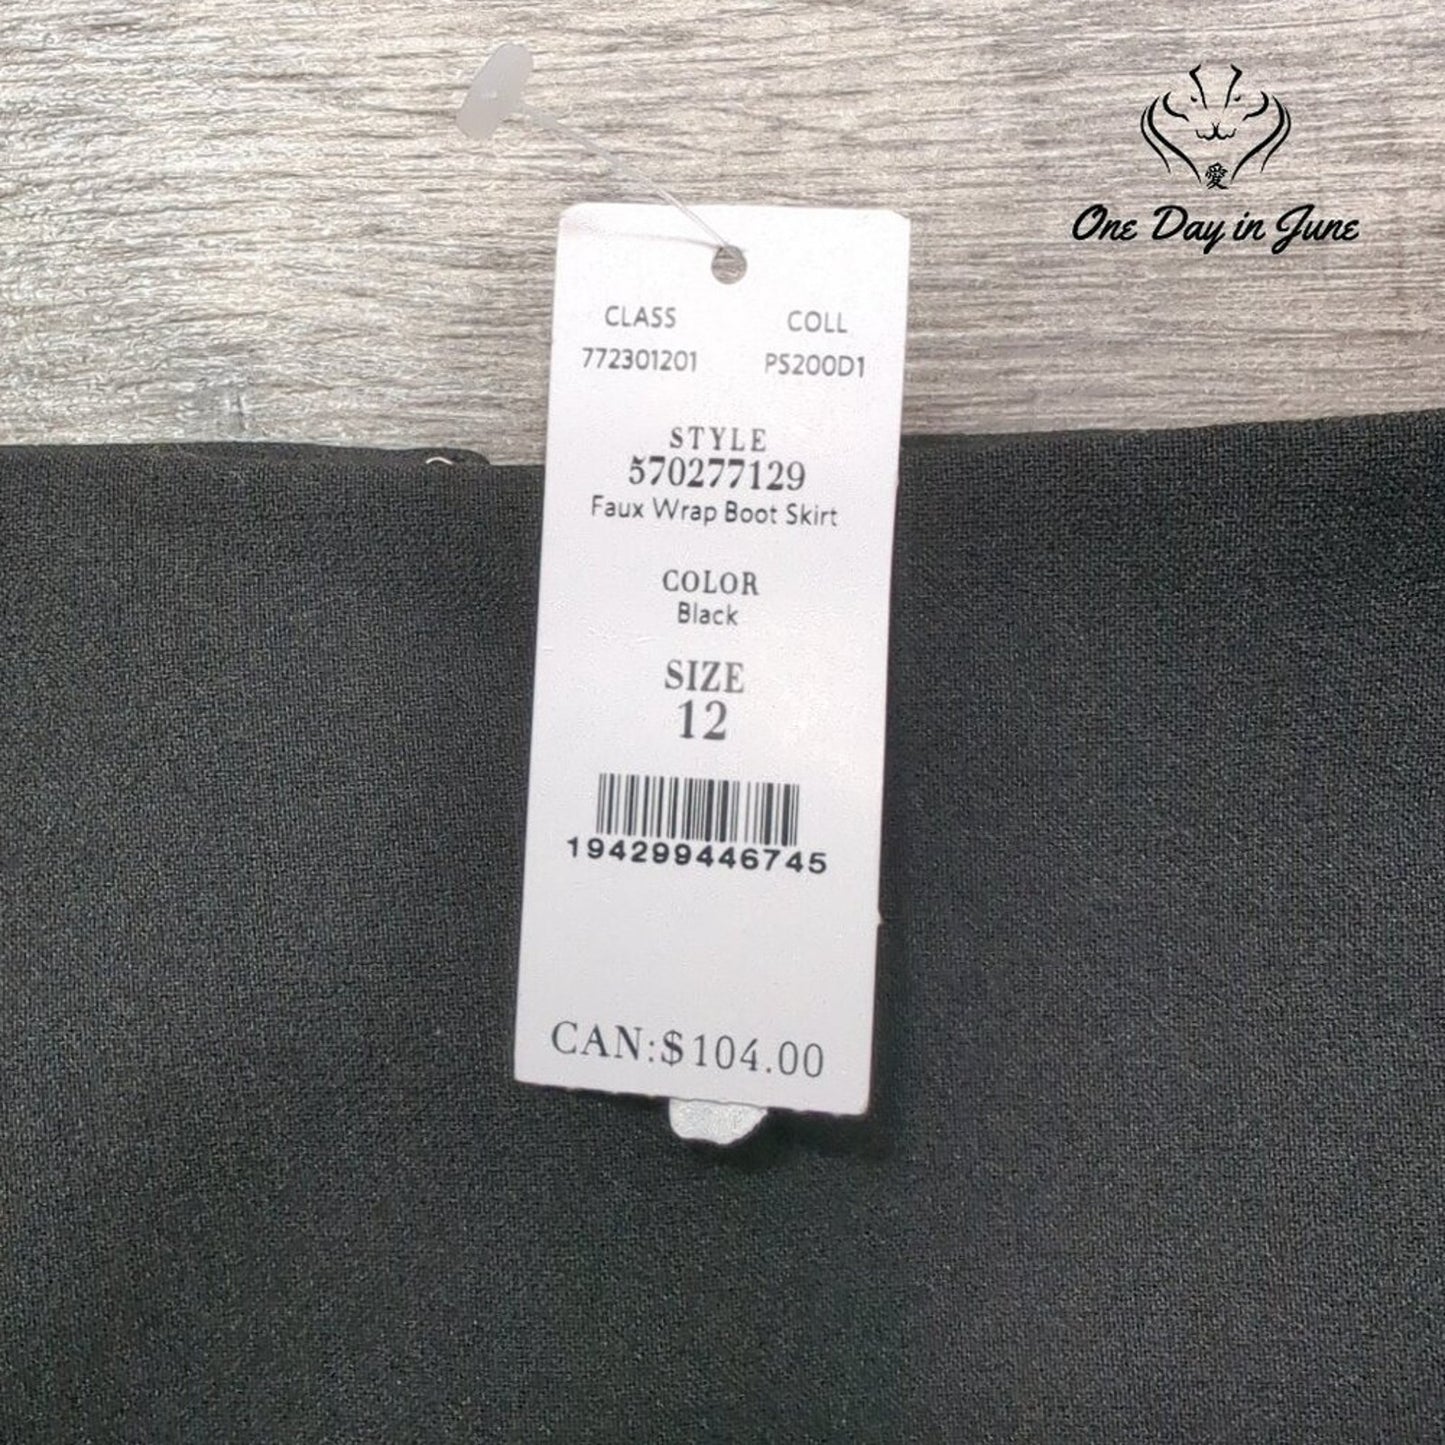 愛
One Day in June
CLASS COLL
772301201 PS200D1
STYLE
570277129
Faux Wrap Boot Skirt
COLOR
Black
SIZE
12
194299446745
CAN:$104.00